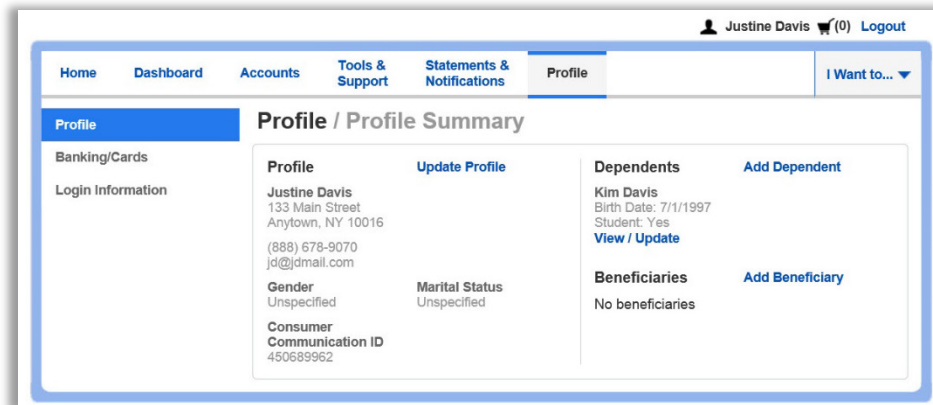 Justine Davis (0) Logout
Home Dashboard Accounts Tools & Support Statements & Notifications Profile I Want to...
Profile
Banking/Cards
Login Information
Profile / Profile Summary
Profile Update Profile
Justine Davis
133 Main Street
Anytown, NY 10016
(888) 678-9070
jd@jdmail.com
Gender Marital Status
Unspecified Unspecified
Consumer
Communication ID
450689962
Dependents Add Dependent
Kim Davis
Birth Date: 7/1/1997
Student: Yes
View / Update
Beneficiaries Add Beneficiary
No beneficiaries